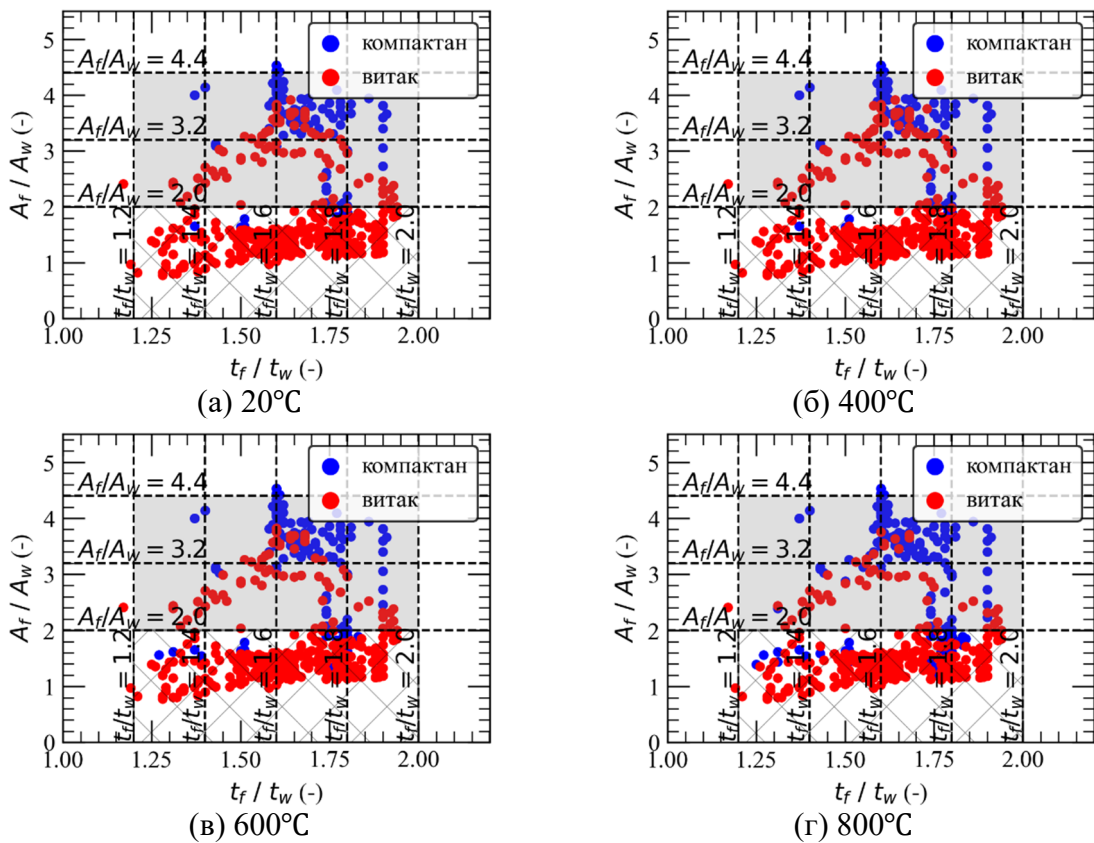 5
4
3
2
1
0
A_f / A_w (-)
A_f/A_w = 4.4
A_f/A_w = 3.2
A_f/A_w = 2.0
t_f/t_w = 1.2
t_f/t_w = 1.4
t_f/t_w = 1.6
t_f/t_w = 1.8
t_f/t_w = 2.0
компактан
витак
1.00 1.25 1.50 1.75 2.00
t_f / t_w (-)
(а) 20°C
5
4
3
2
1
0
A_f / A_w (-)
A_f/A_w = 4.4
A_f/A_w = 3.2
A_f/A_w = 2.0
t_f/t_w = 1.2
t_f/t_w = 1.4
t_f/t_w = 1.6
t_f/t_w = 1.8
t_f/t_w = 2.0
компактан
витак
1.00 1.25 1.50 1.75 2.00
t_f / t_w (-)
(б) 400°C
5
4
3
2
1
0
A_f / A_w (-)
A_f/A_w = 4.4
A_f/A_w = 3.2
A_f/A_w = 2.0
t_f/t_w = 1.2
t_f/t_w = 1.4
t_f/t_w = 1.6
t_f/t_w = 1.8
t_f/t_w = 2.0
компактан
витак
1.00 1.25 1.50 1.75 2.00
t_f / t_w (-)
(в) 600°C
5
4
3
2
1
0
A_f / A_w (-)
A_f/A_w = 4.4
A_f/A_w = 3.2
A_f/A_w = 2.0
t_f/t_w = 1.2
t_f/t_w = 1.4
t_f/t_w = 1.6
t_f/t_w = 1.8
t_f/t_w = 2.0
компактан
витак
1.00 1.25 1.50 1.75 2.00
t_f / t_w (-)
(г) 800°C